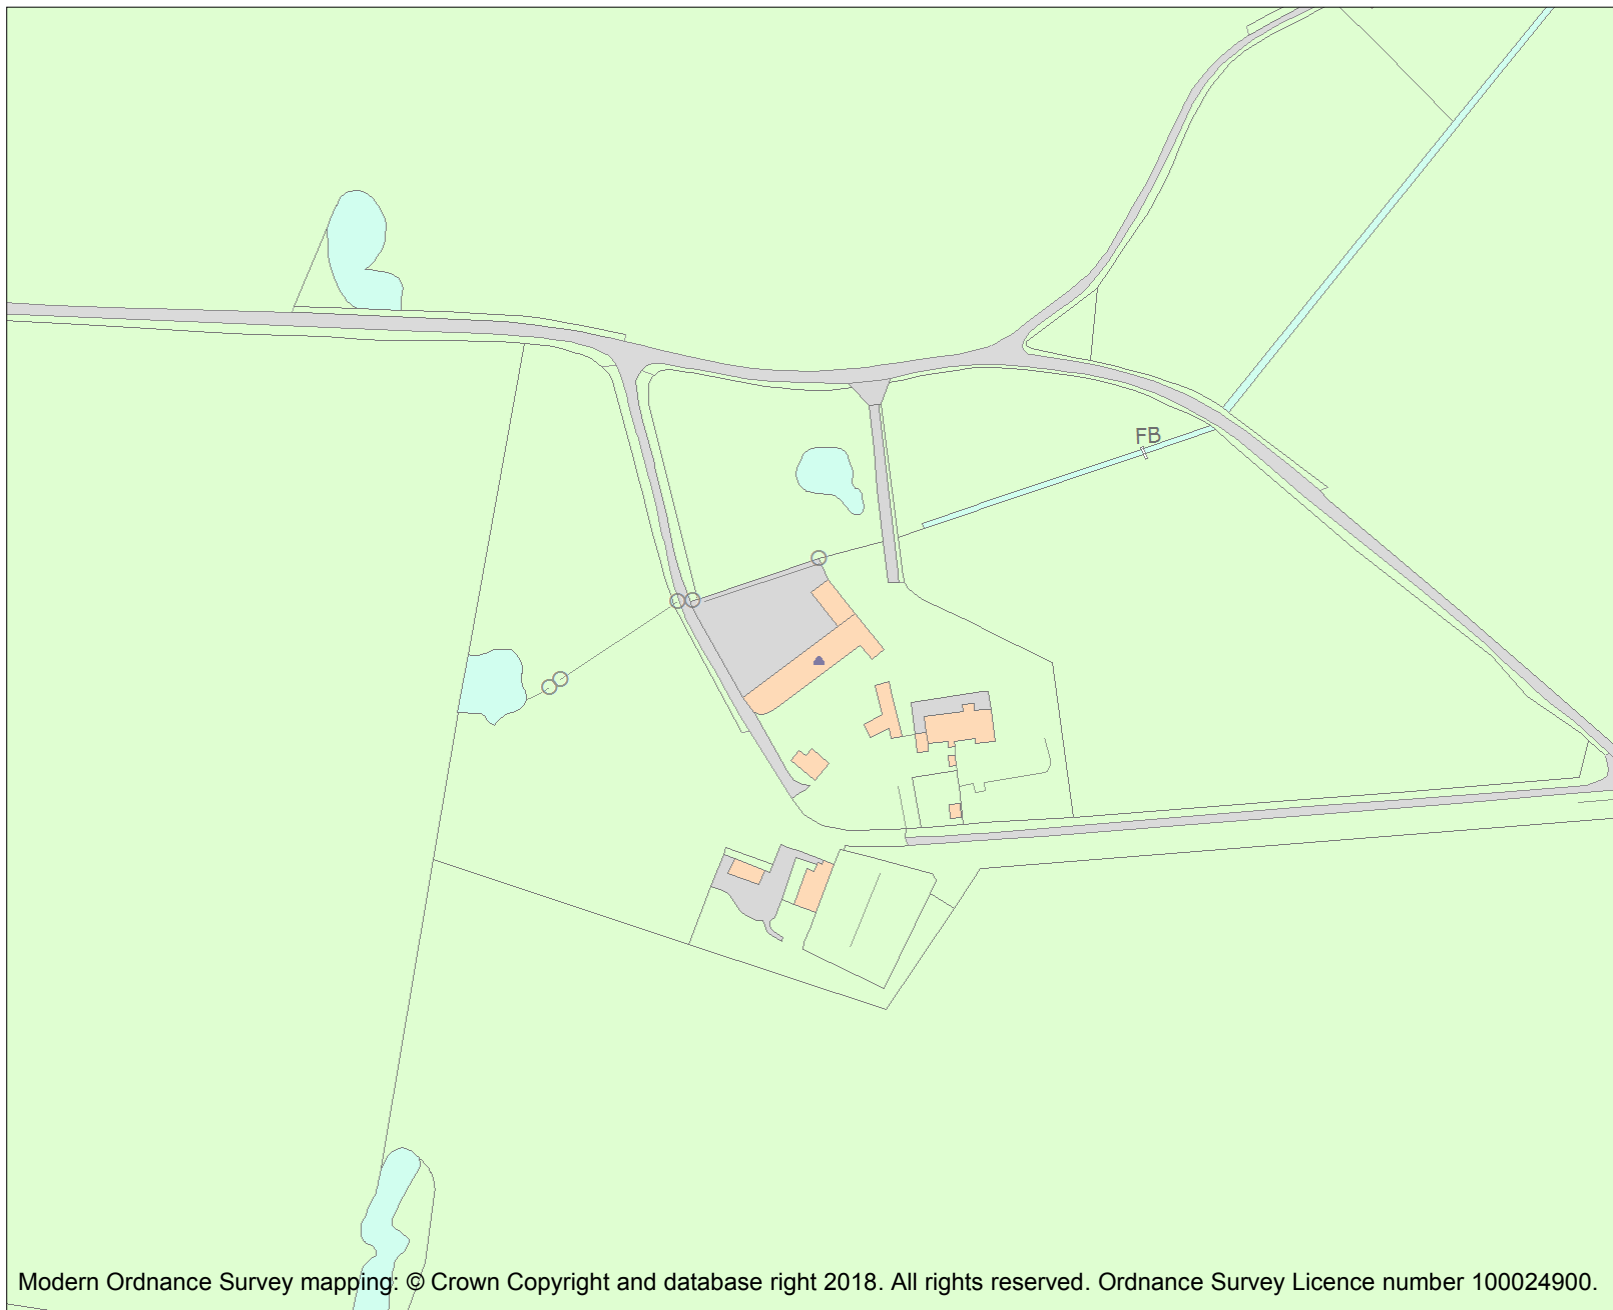 FB
Modern Ordnance Survey mapping: © Crown Copyright and database right 2018. All rights reserved. Ordnance Survey Licence number 100024900.